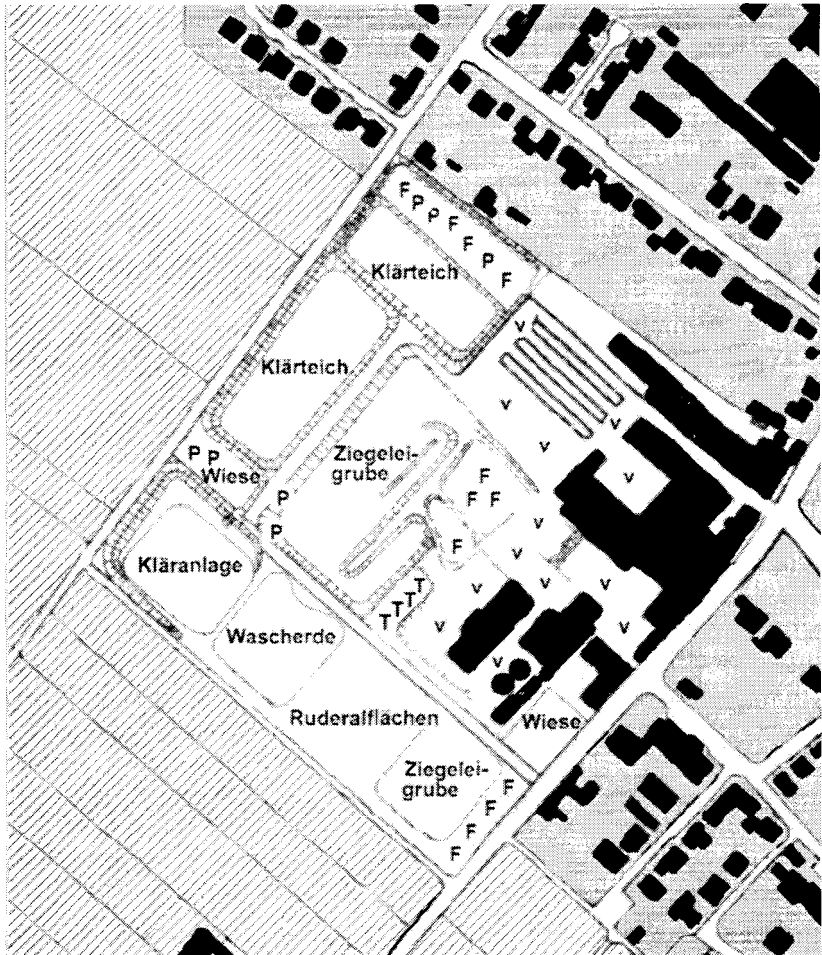 F
P
P
F
F
P
F
Klärteich
V
Klärteich
V
V
V
P
P
Wiese
Ziegelei-
grube
F
F
F
V
P
P
V
F
V
Kläranlage
V
V
T
T
T
T
V
V
Wascherde
V
Ruderalflächen
Wiese
Ziegelei-
grube
F
F
F
F